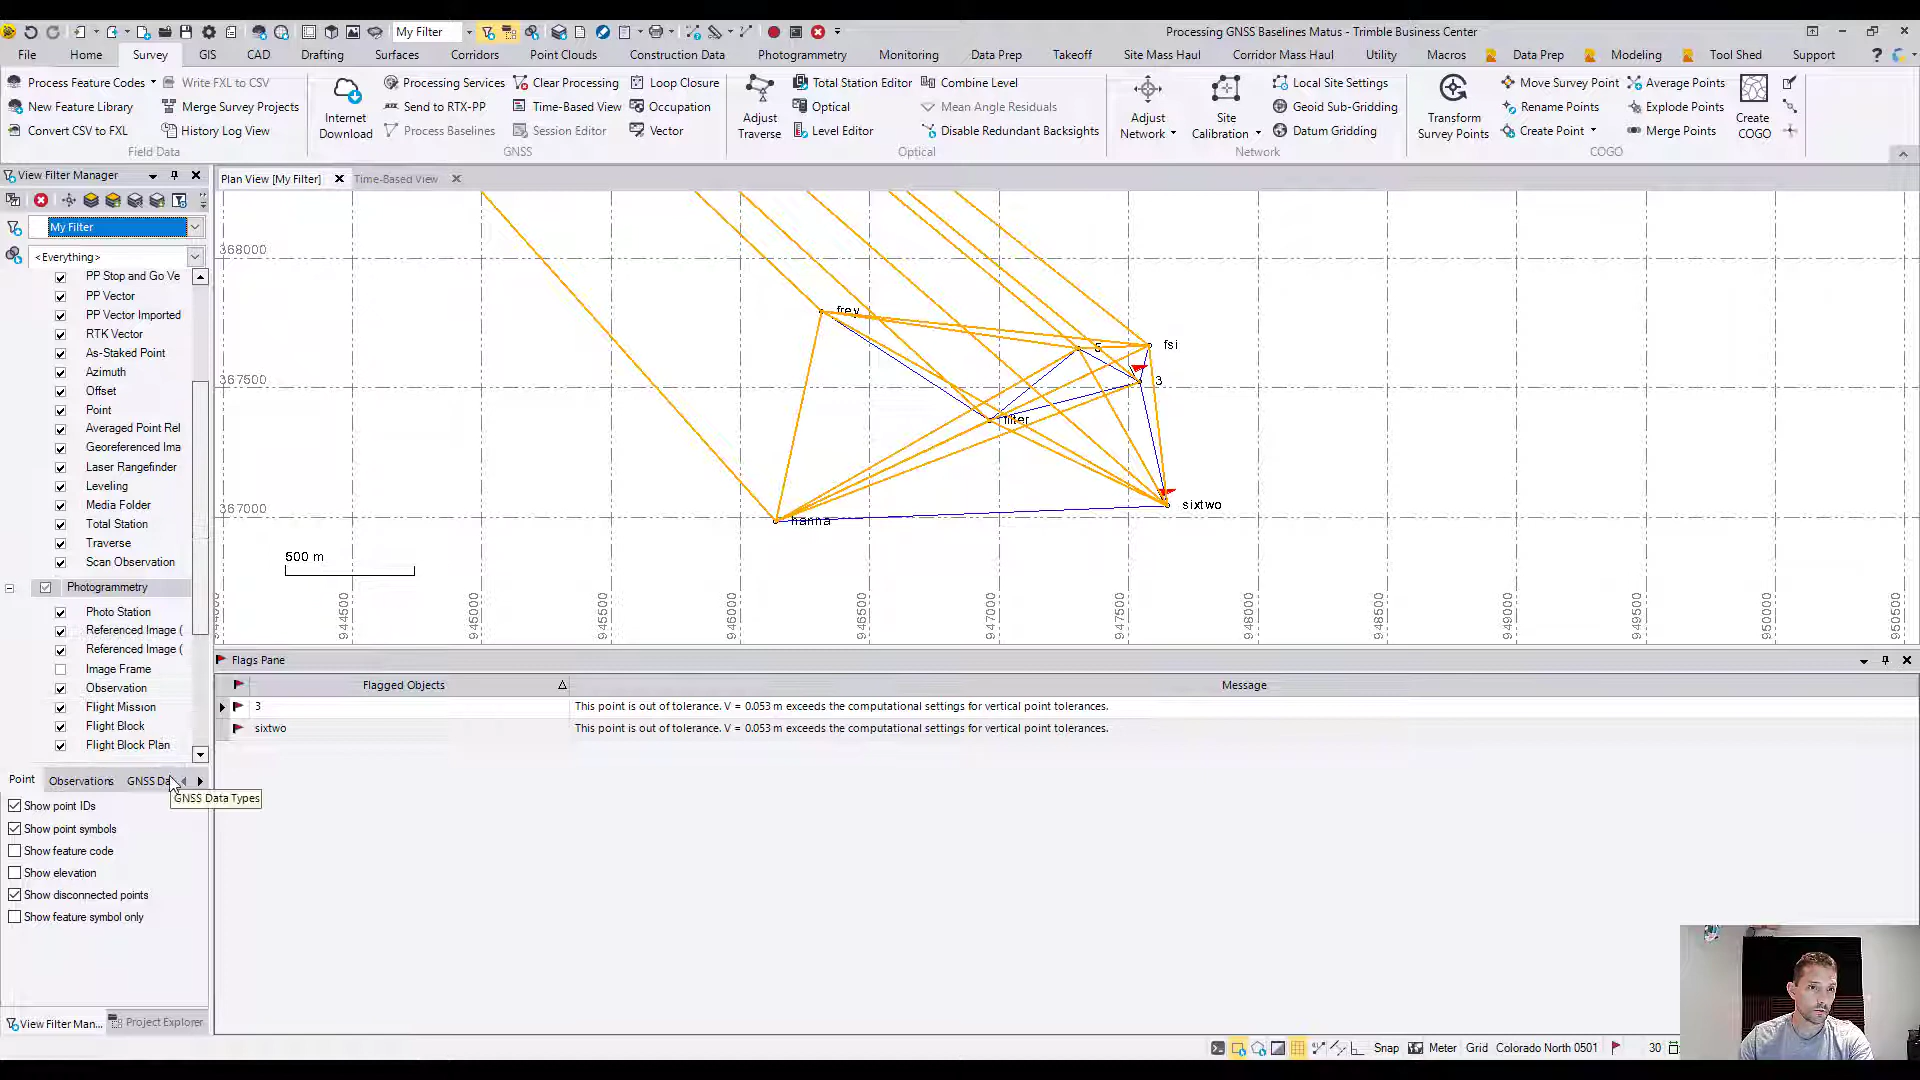 My Filter
Processing GNSS Baselines Matus - Trimble Business Center
File Home Survey GIS CAD Drafting Surfaces Corridors Point Clouds Construction Data Photogrammetry Monitoring Data Prep Takeoff Site Mass Haul Corridor Mass Haul Utility Macros Data Prep Modeling Tool Shed Support
Process Feature Codes Write FXL to CSV
New Feature Library Merge Survey Projects
Convert CSV to FXL History Log View
Field Data
Internet Download
Processing Services Clear Processing Loop Closure
Send to RTX-PP Time-Based View Occupation
Process Baselines Session Editor Vector
GNSS
Adjust Traverse
Total Station Editor Combine Level
Optical Mean Angle Residuals
Level Editor Disable Redundant Backsights
Optical
Adjust Network
Site Calibration
Local Site Settings
Geoid Sub-Gridding
Datum Gridding
Network
Transform Survey Points
Move Survey Point Average Points
Rename Points Explode Points
Create Point Merge Points
Create COGO
COGO
View Filter Manager
My Filter
<Everything>
PP Stop and Go Ve
PP Vector
PP Vector Imported
RTK Vector
As-Staked Point
Azimuth
Offset
Point
Averaged Point Rel
Georeferenced Ima
Laser Rangefinder
Leveling
Media Folder
Total Station
Traverse
Scan Observation
Photogrammetry
Photo Station
Referenced Image (
Referenced Image (
Image Frame
Observation
Flight Mission
Flight Block
Flight Block Plan
Point Observations GNSS Da
GNSS Data Types
Show point IDs
Show point symbols
Show feature code
Show elevation
Show disconnected points
Show feature symbol only
View Filter Man... Project Explorer
Plan View [My Filter] Time-Based View
368000
367500
367000
frey
5
fsi
3
filter
sixtwo
hanna
500 m
944500
945000
945500
946000
946500
947000
947500
948000
948500
949000
949500
950000
950500
Flags Pane
Flagged Objects Message
3 This point is out of tolerance. V = 0.053 m exceeds the computational settings for vertical point tolerances.
sixtwo This point is out of tolerance. V = 0.053 m exceeds the computational settings for vertical point tolerances.
Snap Meter Grid Colorado North 0501 30